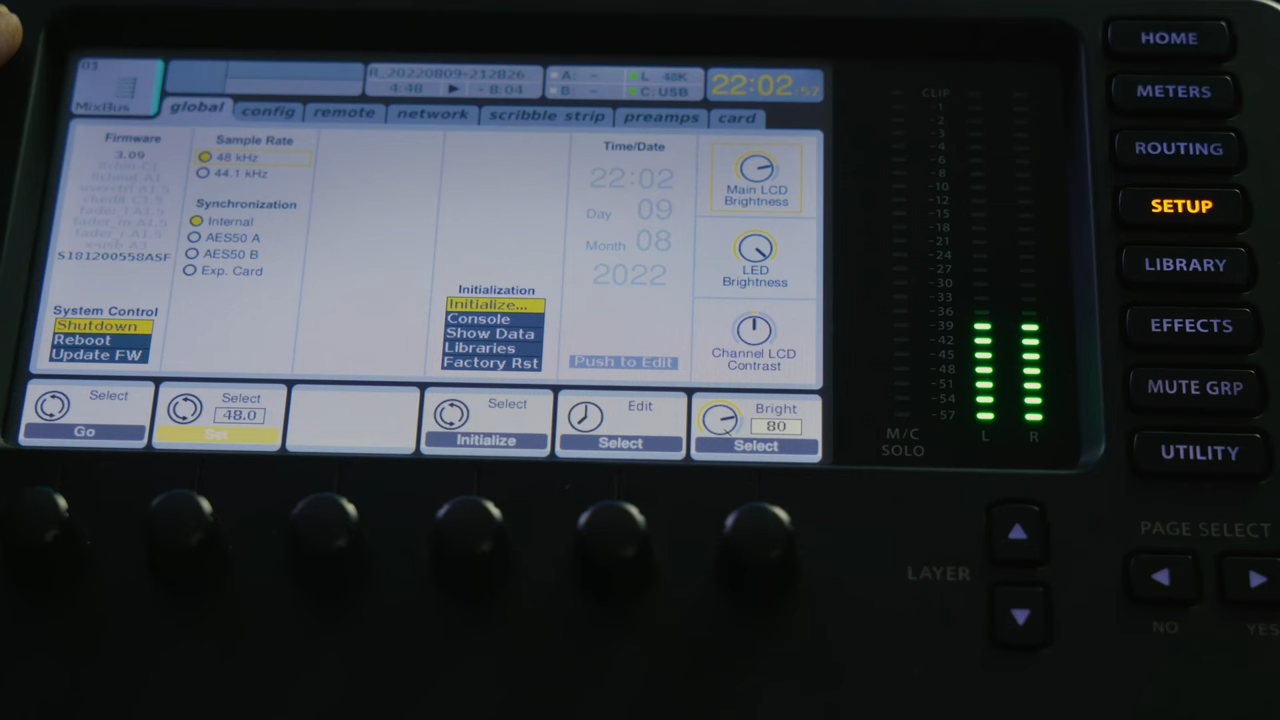 01
MixBus
R_20220809-212826
4:48 - 8:04
A: - L 48K
B: - C:USB
22:02:57
global config remote network scribble strip preamps card
Firmware
3.09
S181200558ASF
System Control
Shutdown
Reboot
Update FW
Sample Rate
48 kHz
44.1 kHz
Synchronization
Internal
AES50 A
AES50 B
Exp. Card
Initialization
Initialize...
Console
Show Data
Libraries
Factory Rst
Time/Date
22:02
Day 09
Month 08
2022
Push to Edit
Main LCD
Brightness
LED
Brightness
Channel LCD
Contrast
Select
Go
Select
48.0
Set
Select
Initialize
Edit
Select
Bright
80
Select
CLIP
-1
-2
-3
-4
-6
-8
-10
-12
-15
-18
-21
-24
-27
-30
-33
-36
-39
-42
-45
-48
-51
-54
-57
M/C
SOLO
L R
HOME
METERS
ROUTING
SETUP
LIBRARY
EFFECTS
MUTE GRP
UTILITY
PAGE SELECT
LAYER
NO YES